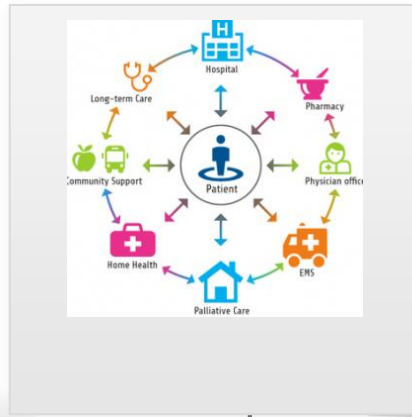 H
Hospital
Long-term Care
Pharmacy
Community Support
Patient
Physician office
Home Health
EMS
Palliative Care